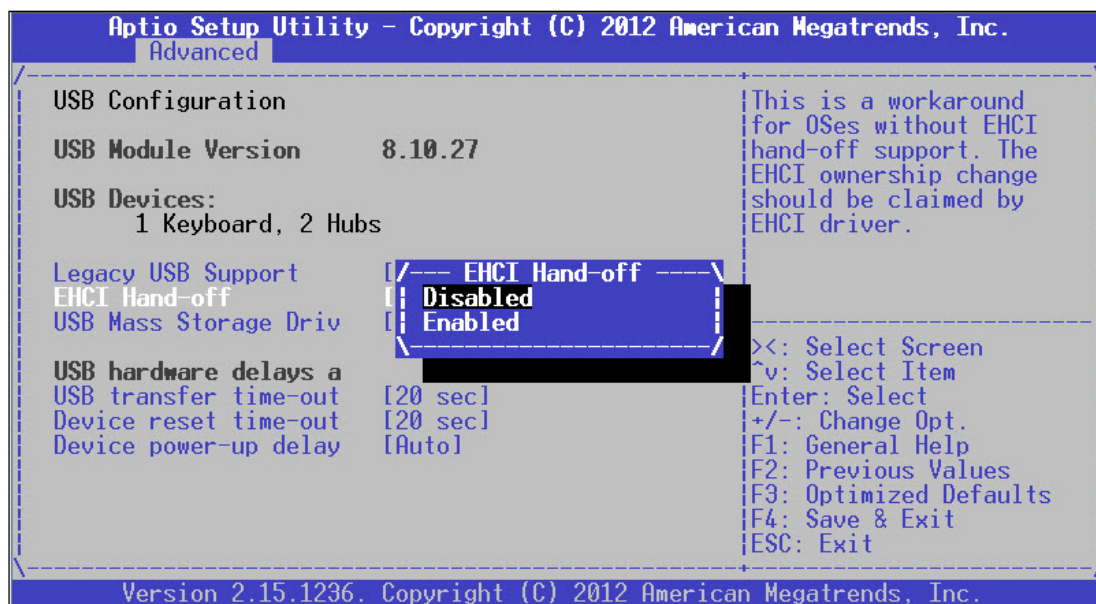 Aptio Setup Utility - Copyright (C) 2012 American Megatrends, Inc.
Advanced
USB Configuration
USB Module Version 8.10.27
USB Devices:
1 Keyboard, 2 Hubs
Legacy USB Support [
EHCI Hand-off [
USB Mass Storage Driv [
/--- EHCI Hand-off ----\
Disabled
Enabled
USB hardware delays a
USB transfer time-out [20 sec]
Device reset time-out [20 sec]
Device power-up delay [Auto]
This is a workaround
for OSes without EHCI
hand-off support. The
EHCI ownership change
should be claimed by
EHCI driver.
><: Select Screen
^v: Select Item
Enter: Select
+/-: Change Opt.
F1: General Help
F2: Previous Values
F3: Optimized Defaults
F4: Save & Exit
ESC: Exit
Version 2.15.1236. Copyright (C) 2012 American Megatrends, Inc.